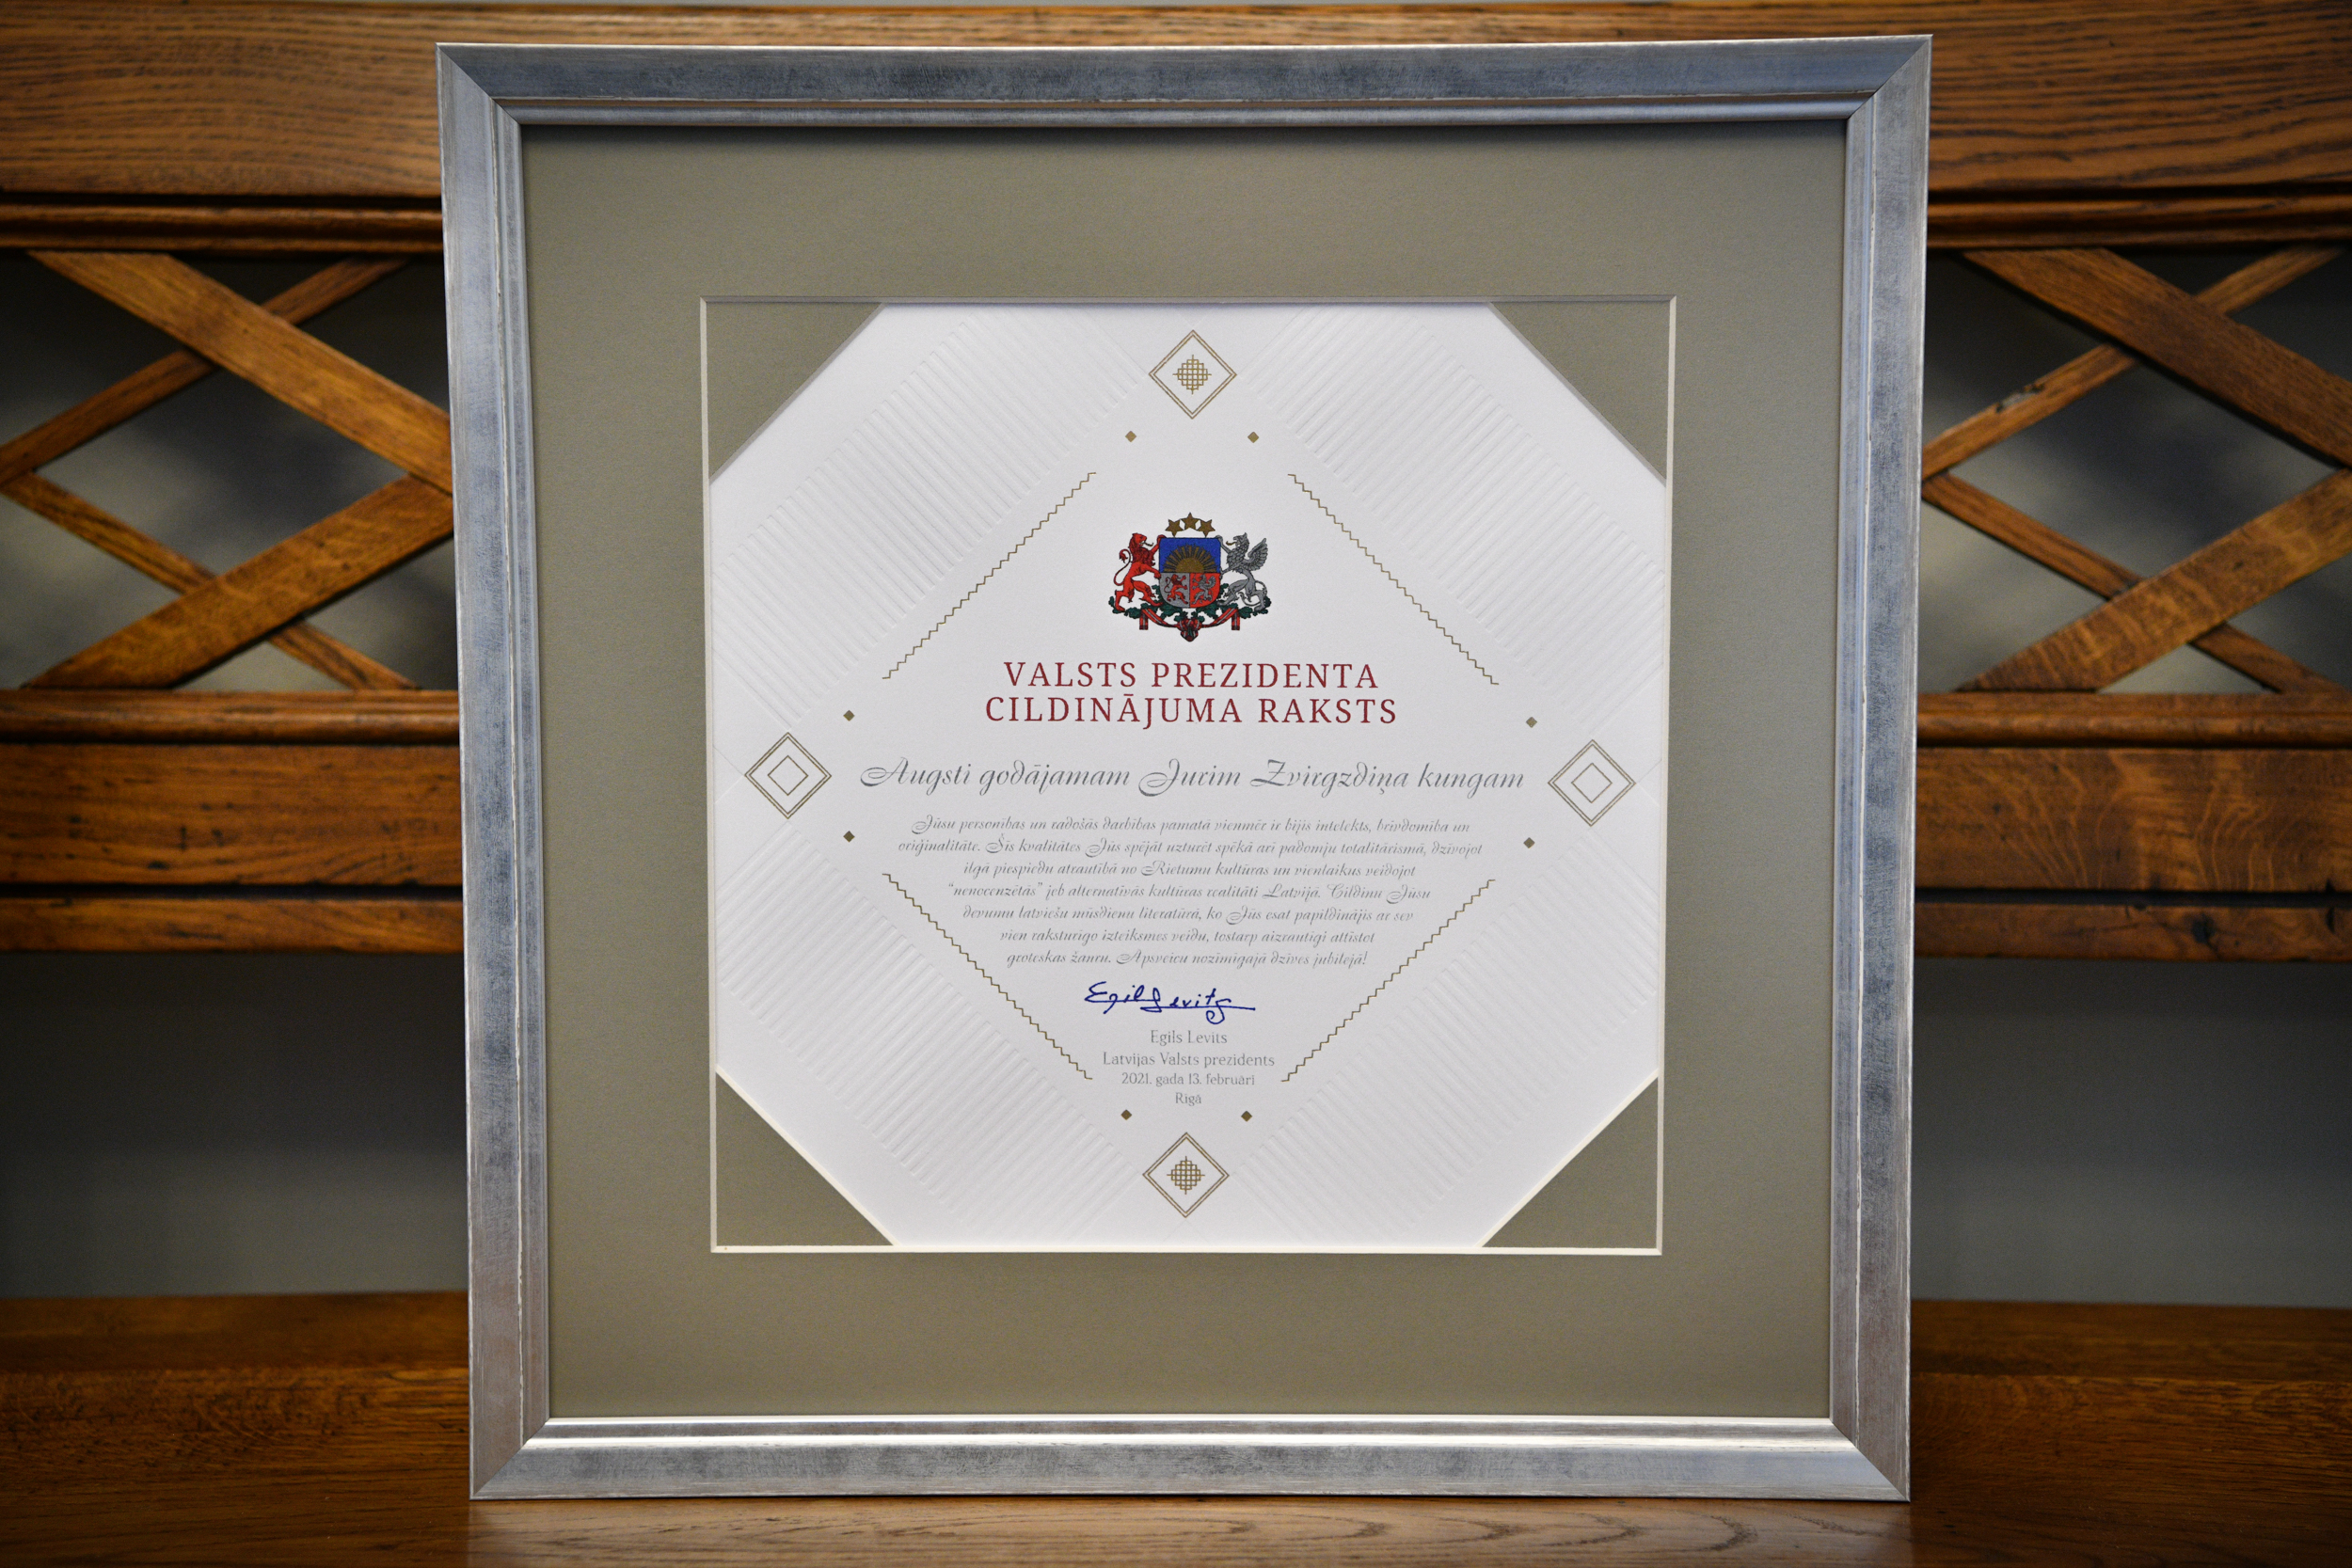 VALSTS PREZIDENTA
CILDINĀJUMA RAKSTS
Augsti godājamam Jurim Zvirgzdiņa kungam
Jūsu personības un radošās darbības pamatā vienmēr ir bijis intelekts, brīvdomība un
oriģinalitāte. Šīs kvalitātes Jūs spējāt uzturēt spēkā arī padomju totalitārismā, dzīvojot
ilgā piespiedu atrautībā no Rietumu kultūras un vienlaikus veidojot
“nenocenzētās” jeb alternatīvās kultūras realitāti Latvijā. Cildinu Jūsu
devumu latviešu mūsdienu literatūrā, ko Jūs esat papildinājis ar sev
vien raksturīgo izteiksmes veidu, tostarp aizrautīgi attīstot
groteskas žanru. Apsveicu nozīmīgajā dzīves jubilejā!
Egils Levits
Egils Levits
Latvijas Valsts prezidents
2021. gada 13. februārī
Rīgā